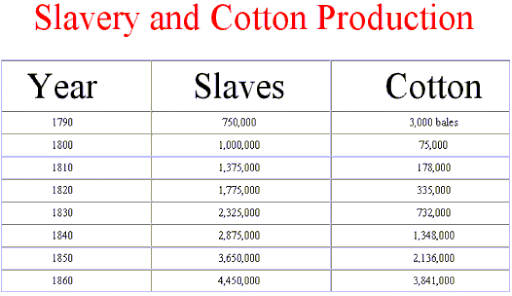 Slavery and Cotton Production
Year Slaves Cotton
1790 750,000 3,000 bales
1800 1,000,000 75,000
1810 1,375,000 178,000
1820 1,775,000 335,000
1830 2,325,000 732,000
1840 2,875,000 1,348,000
1850 3,650,000 2,136,000
1860 4,450,000 3,841,000